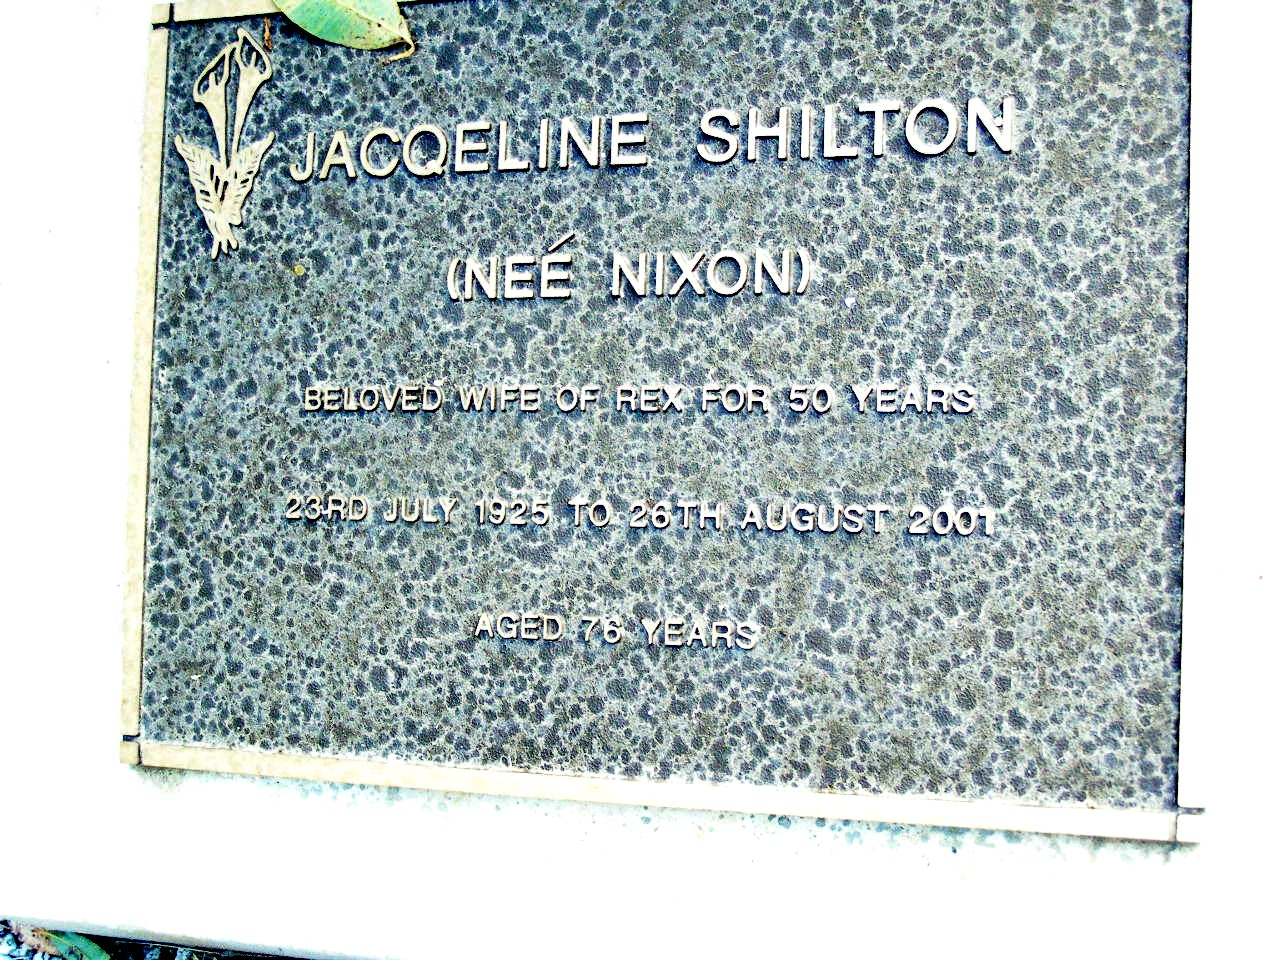 JACQELINE SHILTON
(NEÉ NIXON)
BELOVED WIFE OF REX FOR 50 YEARS
23RD JULY 1925 TO 26TH AUGUST 2001
AGED 76 YEARS